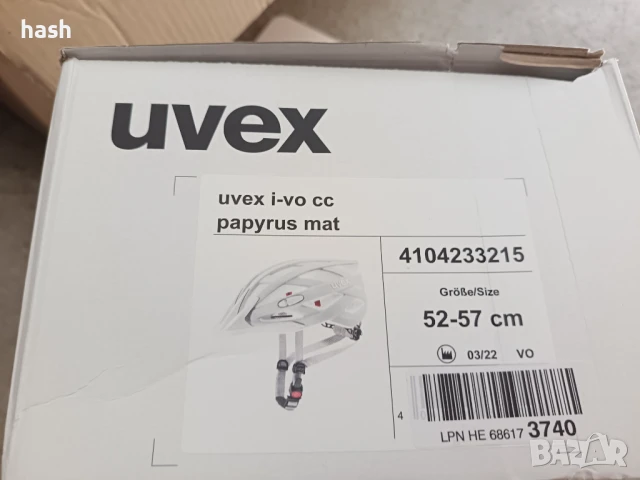 hash
uvex
uvex i-vo cc
papyrus mat
4104233215
Größe/Size
52-57 cm
03/22 VO
4
LPN HE 68617 3740
BAZAR